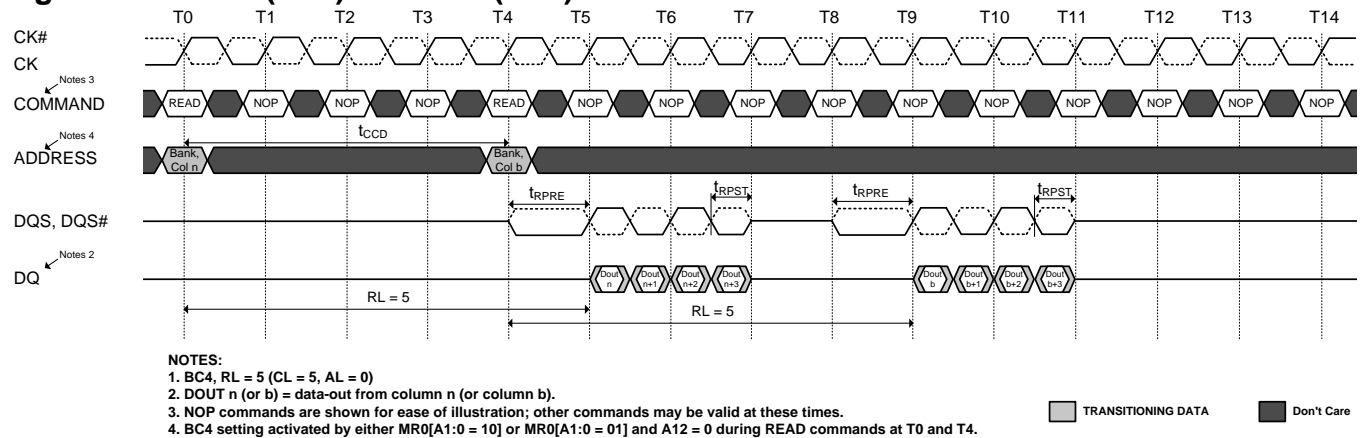 T0 T1 T2 T3 T4 T5 T6 T7 T8 T9 T10 T11 T12 T13 T14
CK#
CK
Notes 3
COMMAND READ NOP NOP NOP READ NOP NOP NOP NOP NOP NOP NOP NOP NOP NOP
tCCD
Notes 4
ADDRESS Bank, Col n Bank, Col b
tRPRE tRPST tRPRE tRPST
DQS, DQS#
Notes 2
DQ Dout n Dout n+1 Dout n+2 Dout n+3 Dout b Dout b+1 Dout b+2 Dout b+3
RL = 5
RL = 5
NOTES:
1. BC4, RL = 5 (CL = 5, AL = 0)
2. DOUT n (or b) = data-out from column n (or column b).
3. NOP commands are shown for ease of illustration; other commands may be valid at these times.
4. BC4 setting activated by either MR0[A1:0 = 10] or MR0[A1:0 = 01] and A12 = 0 during READ commands at T0 and T4.
TRANSITIONING DATA Don't Care